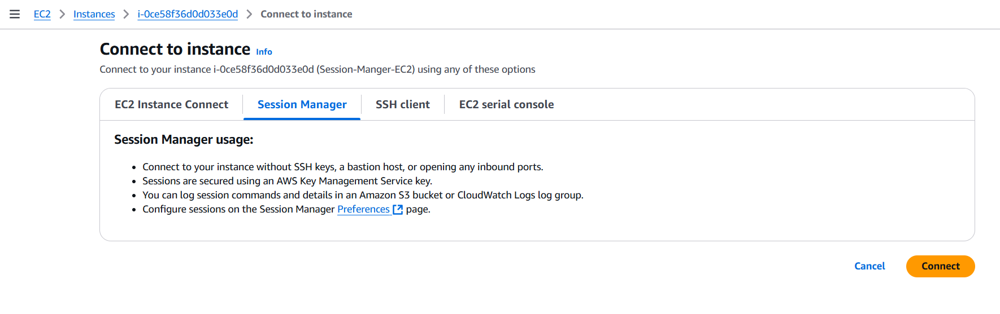 EC2 > Instances > i-0ce58f36d0d033e0d > Connect to instance
Connect to instance Info
Connect to your instance i-0ce58f36d0d033e0d (Session-Manger-EC2) using any of these options
EC2 Instance Connect Session Manager SSH client EC2 serial console
Session Manager usage:
• Connect to your instance without SSH keys, a bastion host, or opening any inbound ports.
• Sessions are secured using an AWS Key Management Service key.
• You can log session commands and details in an Amazon S3 bucket or CloudWatch Logs log group.
• Configure sessions on the Session Manager Preferences page.
Cancel Connect